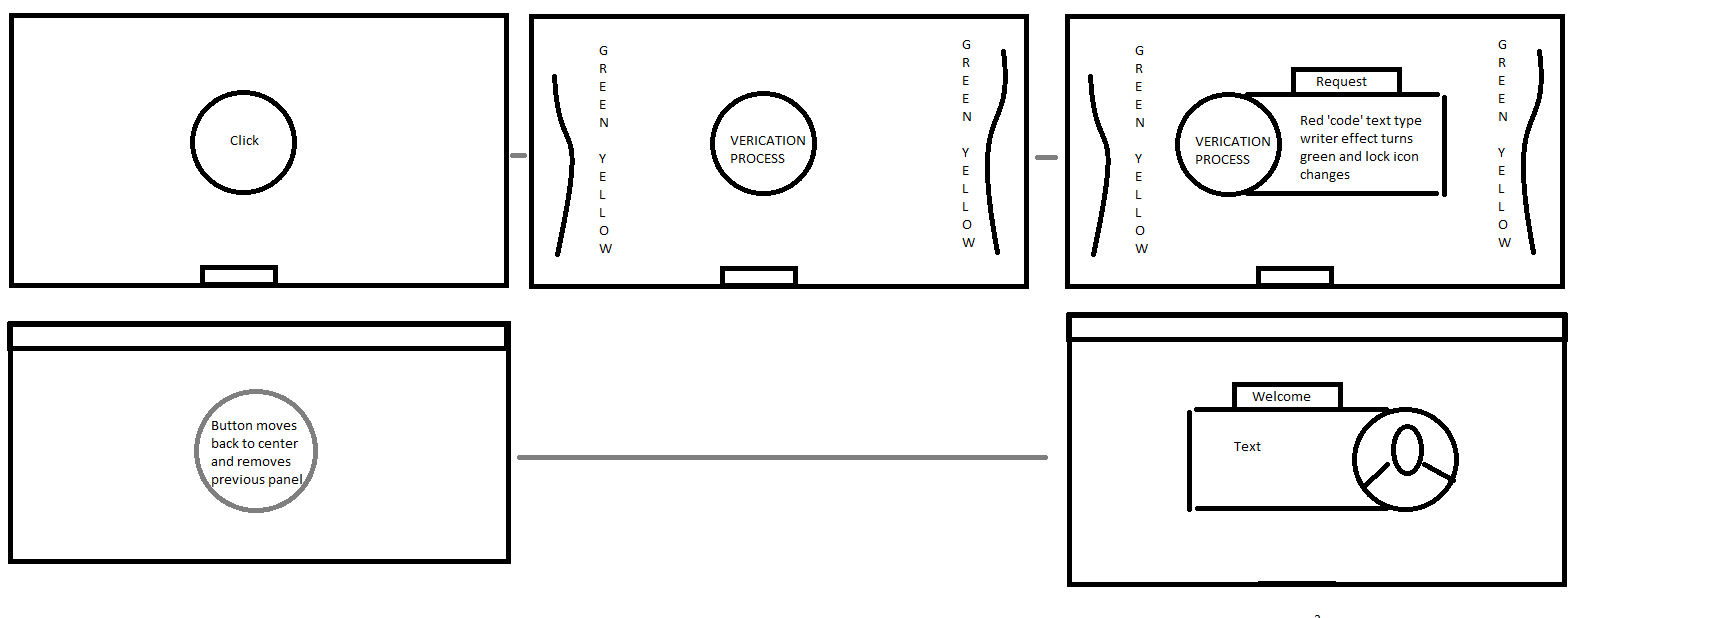 Click
GREEN YELLOW
VERICATION
PROCESS
GREEN YELLOW
GREEN YELLOW
VERICATION
PROCESS
Request
Red 'code' text type
writer effect turns
green and lock icon
changes
GREEN YELLOW
Button moves
back to center
and removes
previous panel
Welcome
Text